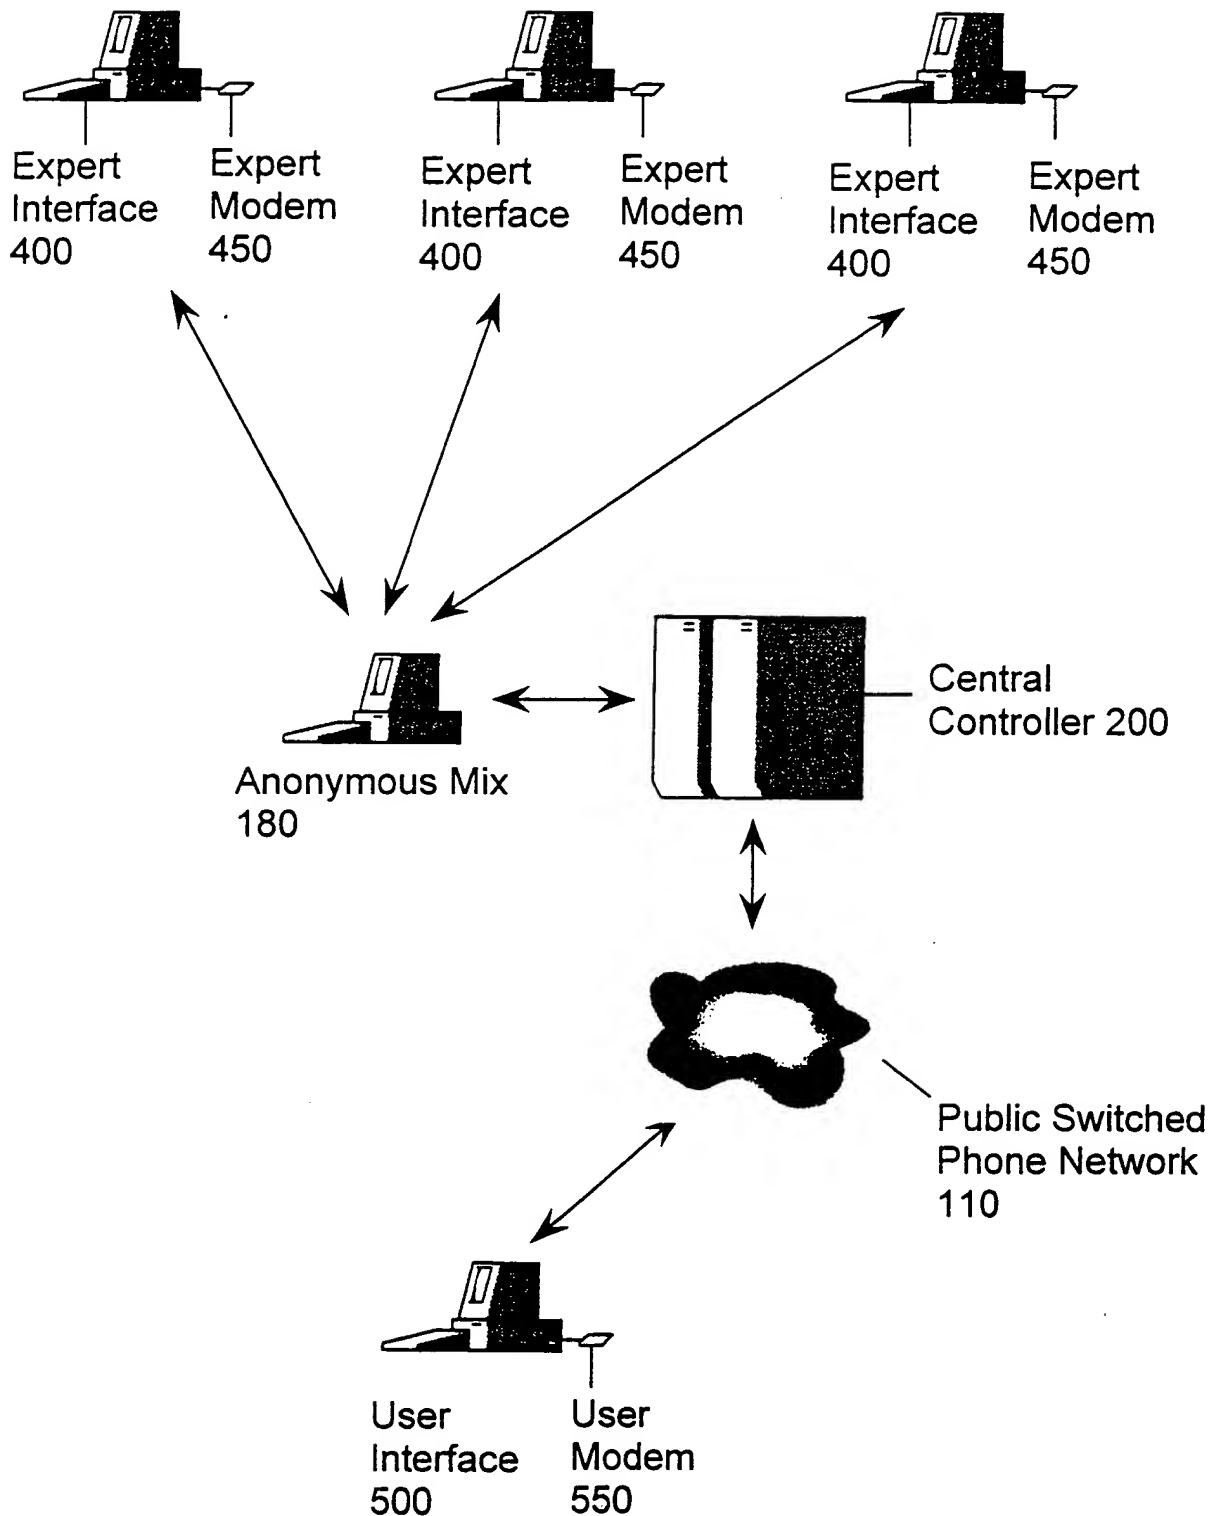 Expert
Interface
400
Expert
Modem
450
Expert
Interface
400
Expert
Modem
450
Expert
Interface
400
Expert
Modem
450
Central
Controller 200
Anonymous Mix
180
Public Switched
Phone Network
110
User
Interface
500
User
Modem
550